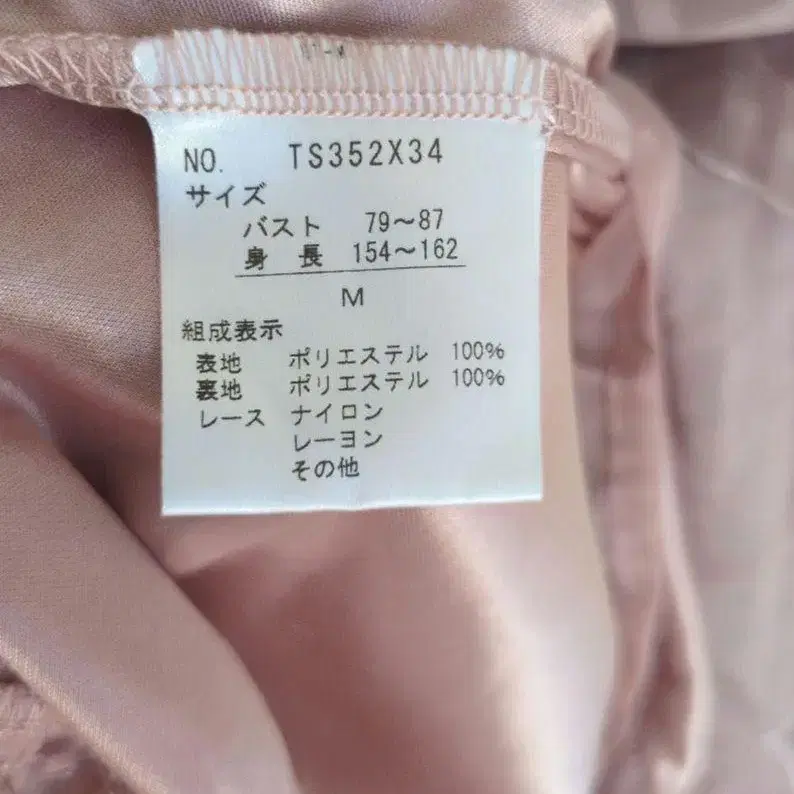 NO. TS352X34
サイズ
バスト 79〜87
身 長 154〜162
M
組成表示
表地 ポリエステル 100%
裏地 ポリエステル 100%
レース ナイロン
レーヨン
その他